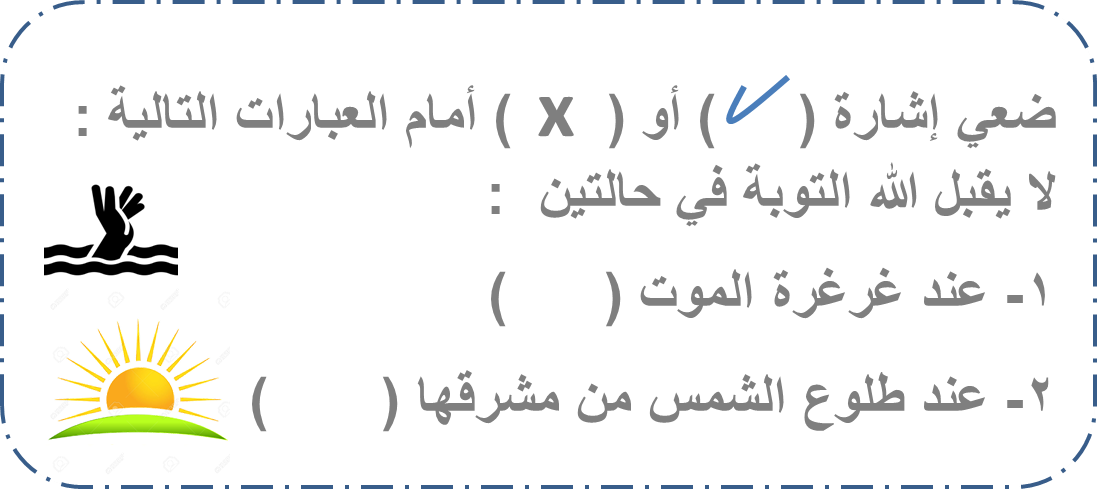 ضعي إشارة ( ✓ ) أو ( X ) أمام العبارات التالية :
لا يقبل الله التوبة في حالتين :
١- عند غرغرة الموت ( )
٢- عند طلوع الشمس من مشرقها ( )